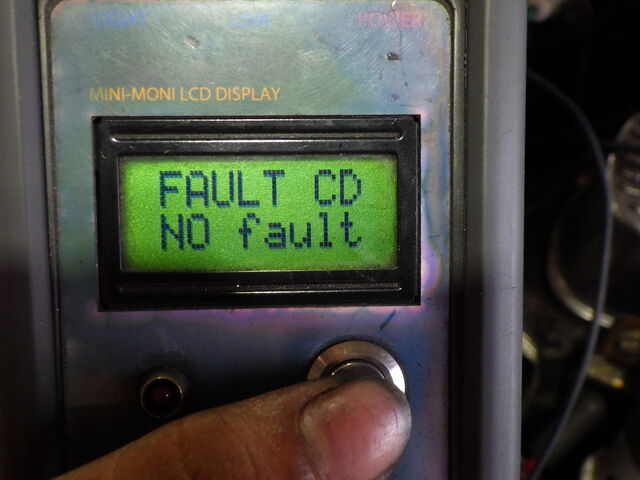 POWER
MINI-MONI LCD DISPLAY
FAULT CD
NO fault